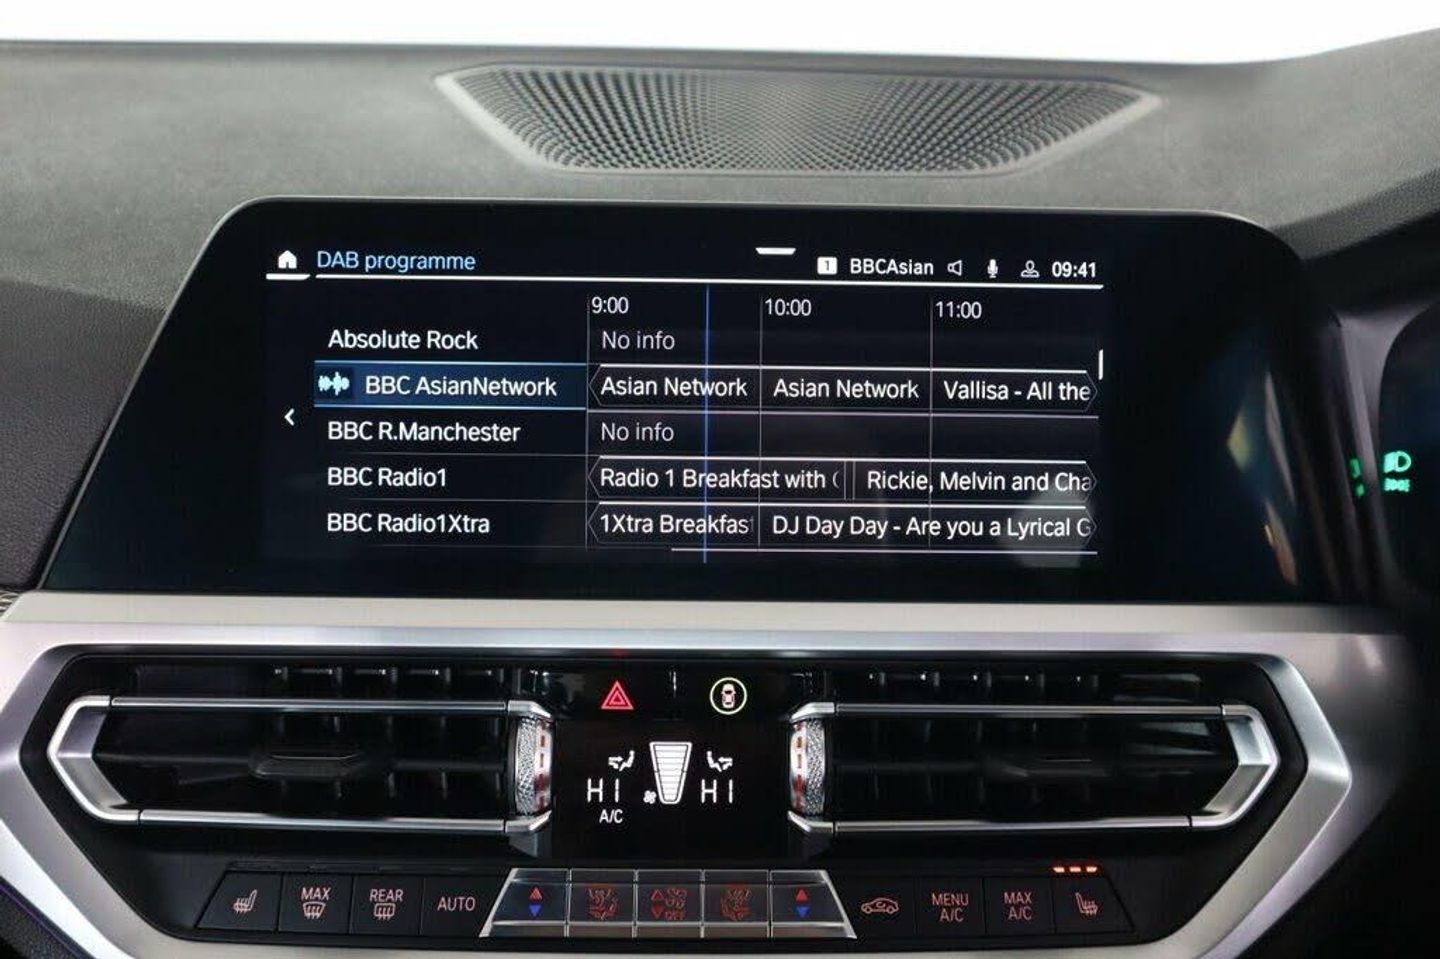 DAB programme
1 BBCAsian 09:41
9:00 10:00 11:00
Absolute Rock No info
BBC AsianNetwork Asian Network Asian Network Vallisa - All the
BBC R.Manchester No info
BBC Radio1 Radio 1 Breakfast with Rickie, Melvin and Cha
BBC Radio1Xtra 1Xtra Breakfas DJ Day Day - Are you a Lyrical G
HI HI
A/C
MAX REAR AUTO OFF MENU A/C MAX A/C